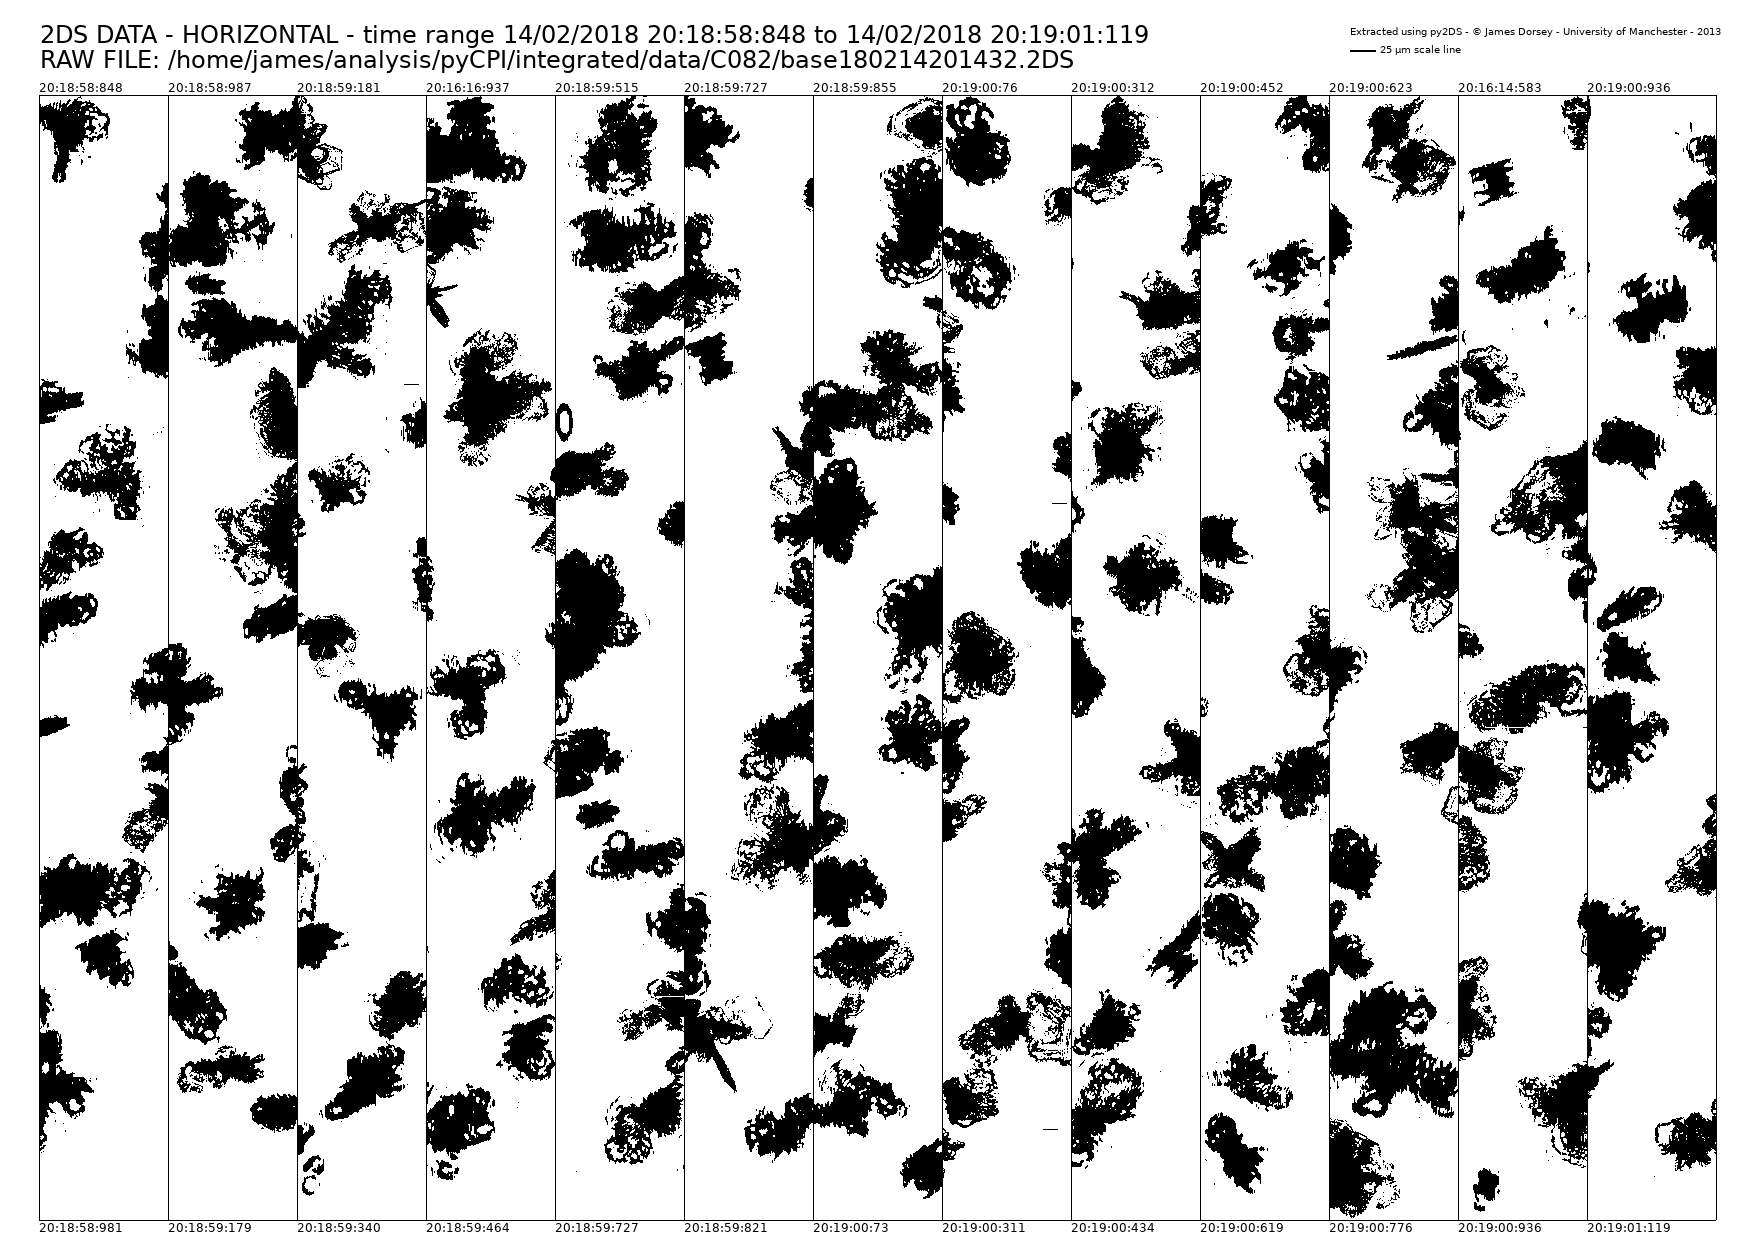 2DS DATA - HORIZONTAL - time range 14/02/2018 20:18:58:848 to 14/02/2018 20:19:01:119
Extracted using py2DS - © James Dorsey - University of Manchester - 2013
25 µm scale line
RAW FILE: /home/james/analysis/pyCPI/integrated/data/C082/base180214201432.2DS
20:18:58:848 20:18:58:987 20:18:59:181 20:16:16:937 20:18:59:515 20:18:59:727 20:18:59:855 20:19:00:76 20:19:00:312 20:19:00:452 20:19:00:623 20:16:14:583 20:19:00:936
20:18:58:981 20:18:59:179 20:18:59:340 20:18:59:464 20:18:59:727 20:18:59:821 20:19:00:73 20:19:00:311 20:19:00:434 20:19:00:619 20:19:00:776 20:19:00:936 20:19:01:119